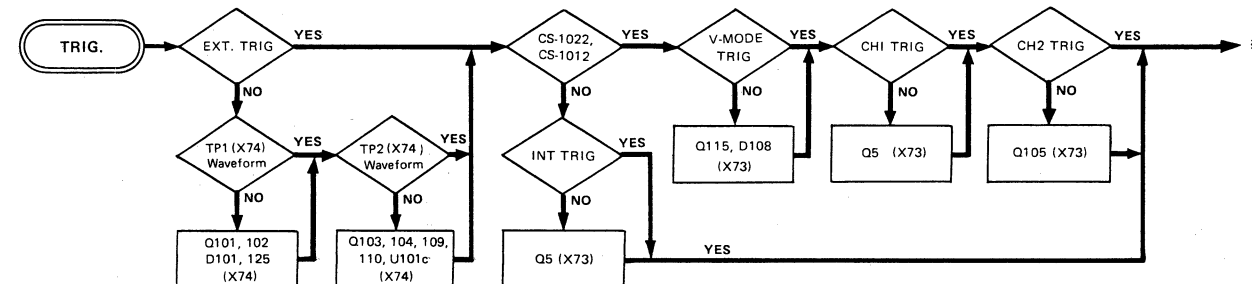 TRIG.
EXT. TRIG
YES
NO
TP1 (X74)
Waveform
YES
NO
Q101, 102
D101, 125
(X74)
TP2 (X74)
Waveform
YES
NO
Q103, 104, 109,
110, U101c
(X74)
CS-1022,
CS-1012
YES
NO
INT TRIG
YES
NO
Q5 (X73)
YES
V-MODE
TRIG
YES
NO
Q115, D108
(X73)
CH1 TRIG
YES
NO
Q5 (X73)
CH2 TRIG
YES
NO
Q105 (X73)